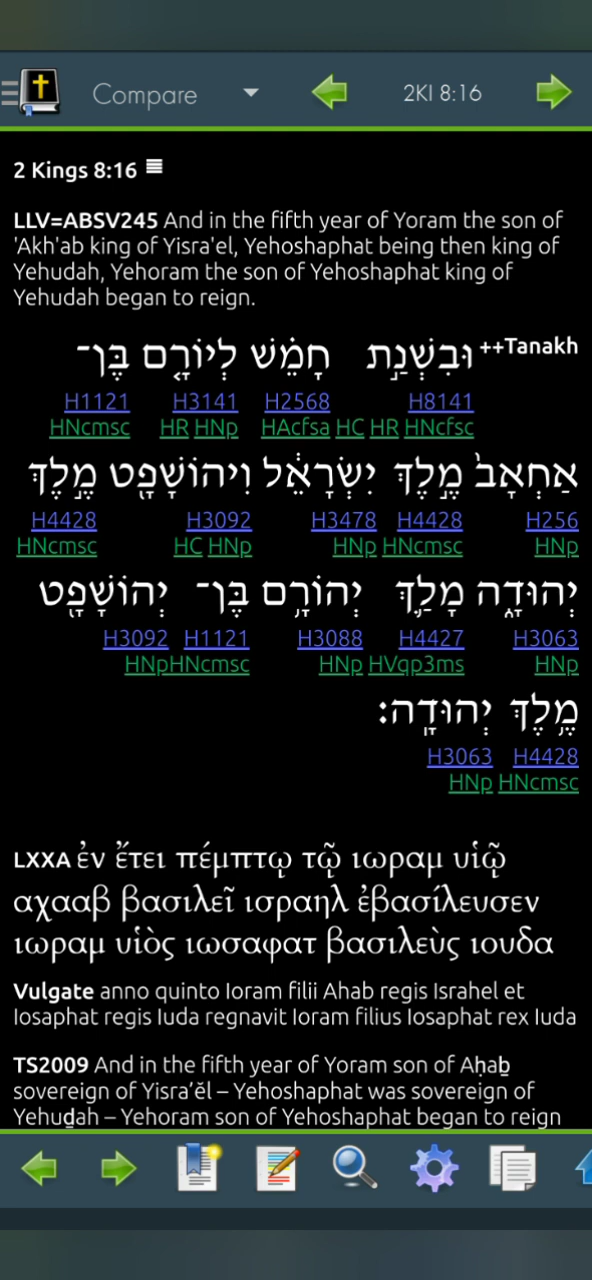 Compare
2KI 8:16
2 Kings 8:16
LLV=ABSV245 And in the fifth year of Yoram the son of
'Akh'ab king of Yisra'el, Yehoshaphat being then king of
Yehudah, Yehoram the son of Yehoshaphat king of
Yehudah began to reign.
++Tanakh וּבִשְׁנַ֣ת חָמֵ֗שׁ לְיוֹרָ֤ם בֶּן־
H1121 H3141 H2568 H8141
HNcmsc HR HNp HAcfsa HC HR HNcfsc
אַחְאָב֙ מֶ֣לֶךְ יִשְׂרָאֵ֔ל וִיהוֹשָׁפָ֖ט מֶ֣לֶךְ
H4428 H3092 H3478 H4428 H256
HNcmsc HC HNp HNp HNcmsc HNp
יְהוּדָ֑ה מָלַ֛ךְ יְהוֹרָ֥ם בֶּן־ יְהוֹשָׁפָ֖ט
H3092 H1121 H3088 H4427 H3063
HNpHNcmsc HNp HVqp3ms HNp
מֶ֥לֶךְ יְהוּדָֽה׃
H3063 H4428
HNp HNcmsc
LXXA ἐν ἔτει πέμπτῳ τῷ ιωραμ υἱῷ
αχααβ βασιλεῖ ισραηλ ἐβασίλευσεν
ιωραμ υἱὸς ιωσαφατ βασιλεὺς ιουδα
Vulgate anno quinto Ioram filii Ahab regis Israhel et
Iosaphat regis Iuda regnavit Ioram filius Iosaphat rex Iuda
TS2009 And in the fifth year of Yoram son of Aḥaḇ
sovereign of Yisra’ĕl – Yehoshaphat was sovereign of
Yehuḏah – Yehoram son of Yehoshaphat began to reign